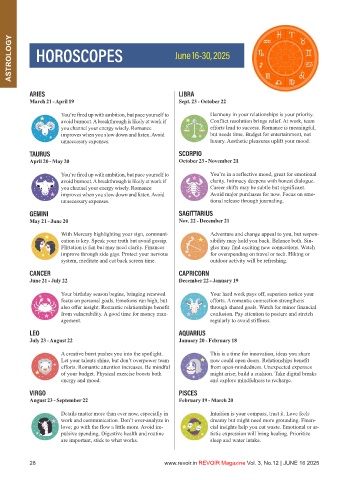 ASTROLOGY
HOROSCOPES
June 16-30, 2025
ARIES
March 21 - April 19
You're fired up with ambition, but pace yourself to
avoid burnout. A breakthrough is likely at work if
you channel your energy wisely. Romance
improves when you slow down and listen. Avoid
unnecessary expenses.
TAURUS
April 20 - May 20
You're fired up with ambition, but pace yourself to
avoid burnout. A breakthrough is likely at work if
you channel your energy wisely. Romance
improves when you slow down and listen. Avoid
unnecessary expenses.
GEMINI
May 21 - June 20
With Mercury highlighting your sign, communi-
cation is key. Speak your truth but avoid gossip.
Flirtation is fun but may need clarity. Finances
improve through side gigs. Protect your nervous
system, meditate and cut back screen time.
CANCER
June 21 - July 22
Your birthday season begins, bringing renewed
focus on personal goals. Emotions run high, but
also offer insight. Romantic relationships benefit
from vulnerability. A good time for money man-
agement.
LEO
July 23 - August 22
A creative burst pushes you into the spotlight.
Let your talents shine, but don't overpower team
efforts. Romantic attention increases. Be mindful
of your budget. Physical exercise boosts both
energy and mood.
VIRGO
August 23 - September 22
Details matter more than ever now, especially in
work and communication. Don't over-analyze in
love; go with the flow a little more. Avoid im-
pulsive spending. Digestive health and routine
are important, stick to what works.
LIBRA
Sept. 23 - October 22
Harmony in your relationships is your priority.
Conflict resolution brings relief. At work, team
efforts lead to success. Romance is meaningful,
but needs time. Budget for entertainment, not
luxury. Aesthetic pleasures uplift your mood.
SCORPIO
October 23 - November 21
You're in a reflective mood, great for emotional
clarity. Intimacy deepens with honest dialogue.
Career shifts may be subtle but significant.
Avoid major purchases for now. Focus on emo-
tional release through journaling.
SAGITTARIUS
Nov. 22 - December 21
Adventure and change appeal to you, but respon-
sibility may hold you back. Balance both. Sin-
gles may find exciting new connections. Watch
for overspending on travel or tech. Hiking or
outdoor activity will be refreshing.
CAPRICORN
December 22 - January 19
Your hard work pays off, superiors notice your
efforts. A romantic connection strengthens
through shared goals. Watch for minor financial
confusion. Pay attention to posture and stretch
regularly to avoid stiffness.
AQUARIUS
January 20 - February 18
This is a time for innovation, ideas you share
now could open doors. Relationships benefit
from open-mindedness. Unexpected expenses
might arise; build a cushion. Take digital breaks
and explore mindfulness to recharge.
PISCES
February 19 - March 20
Intuition is your compass, trust it. Love feels
dreamy but might need more grounding. Finan-
cial insights help you cut waste. Emotional or ar-
tistic expression will bring healing. Prioritize
sleep and water intake.
28
www.revoir.in REVOIR Magazine Vol. 3, No.12 | JUNE 16 2025